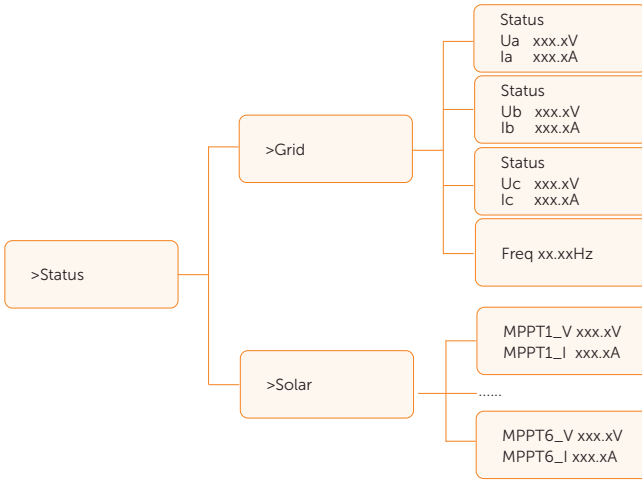 Status
Ua xxx.xV
Ia xxx.xA
Status
Ub xxx.xV
Ib xxx.xA
>Grid
Status
Uc xxx.xV
Ic xxx.xA
Freq xx.xxHz
>Status
MPPT1_V xxx.xV
MPPT1_I xxx.xA
>Solar
......
MPPT6_V xxx.xV
MPPT6_I xxx.xA